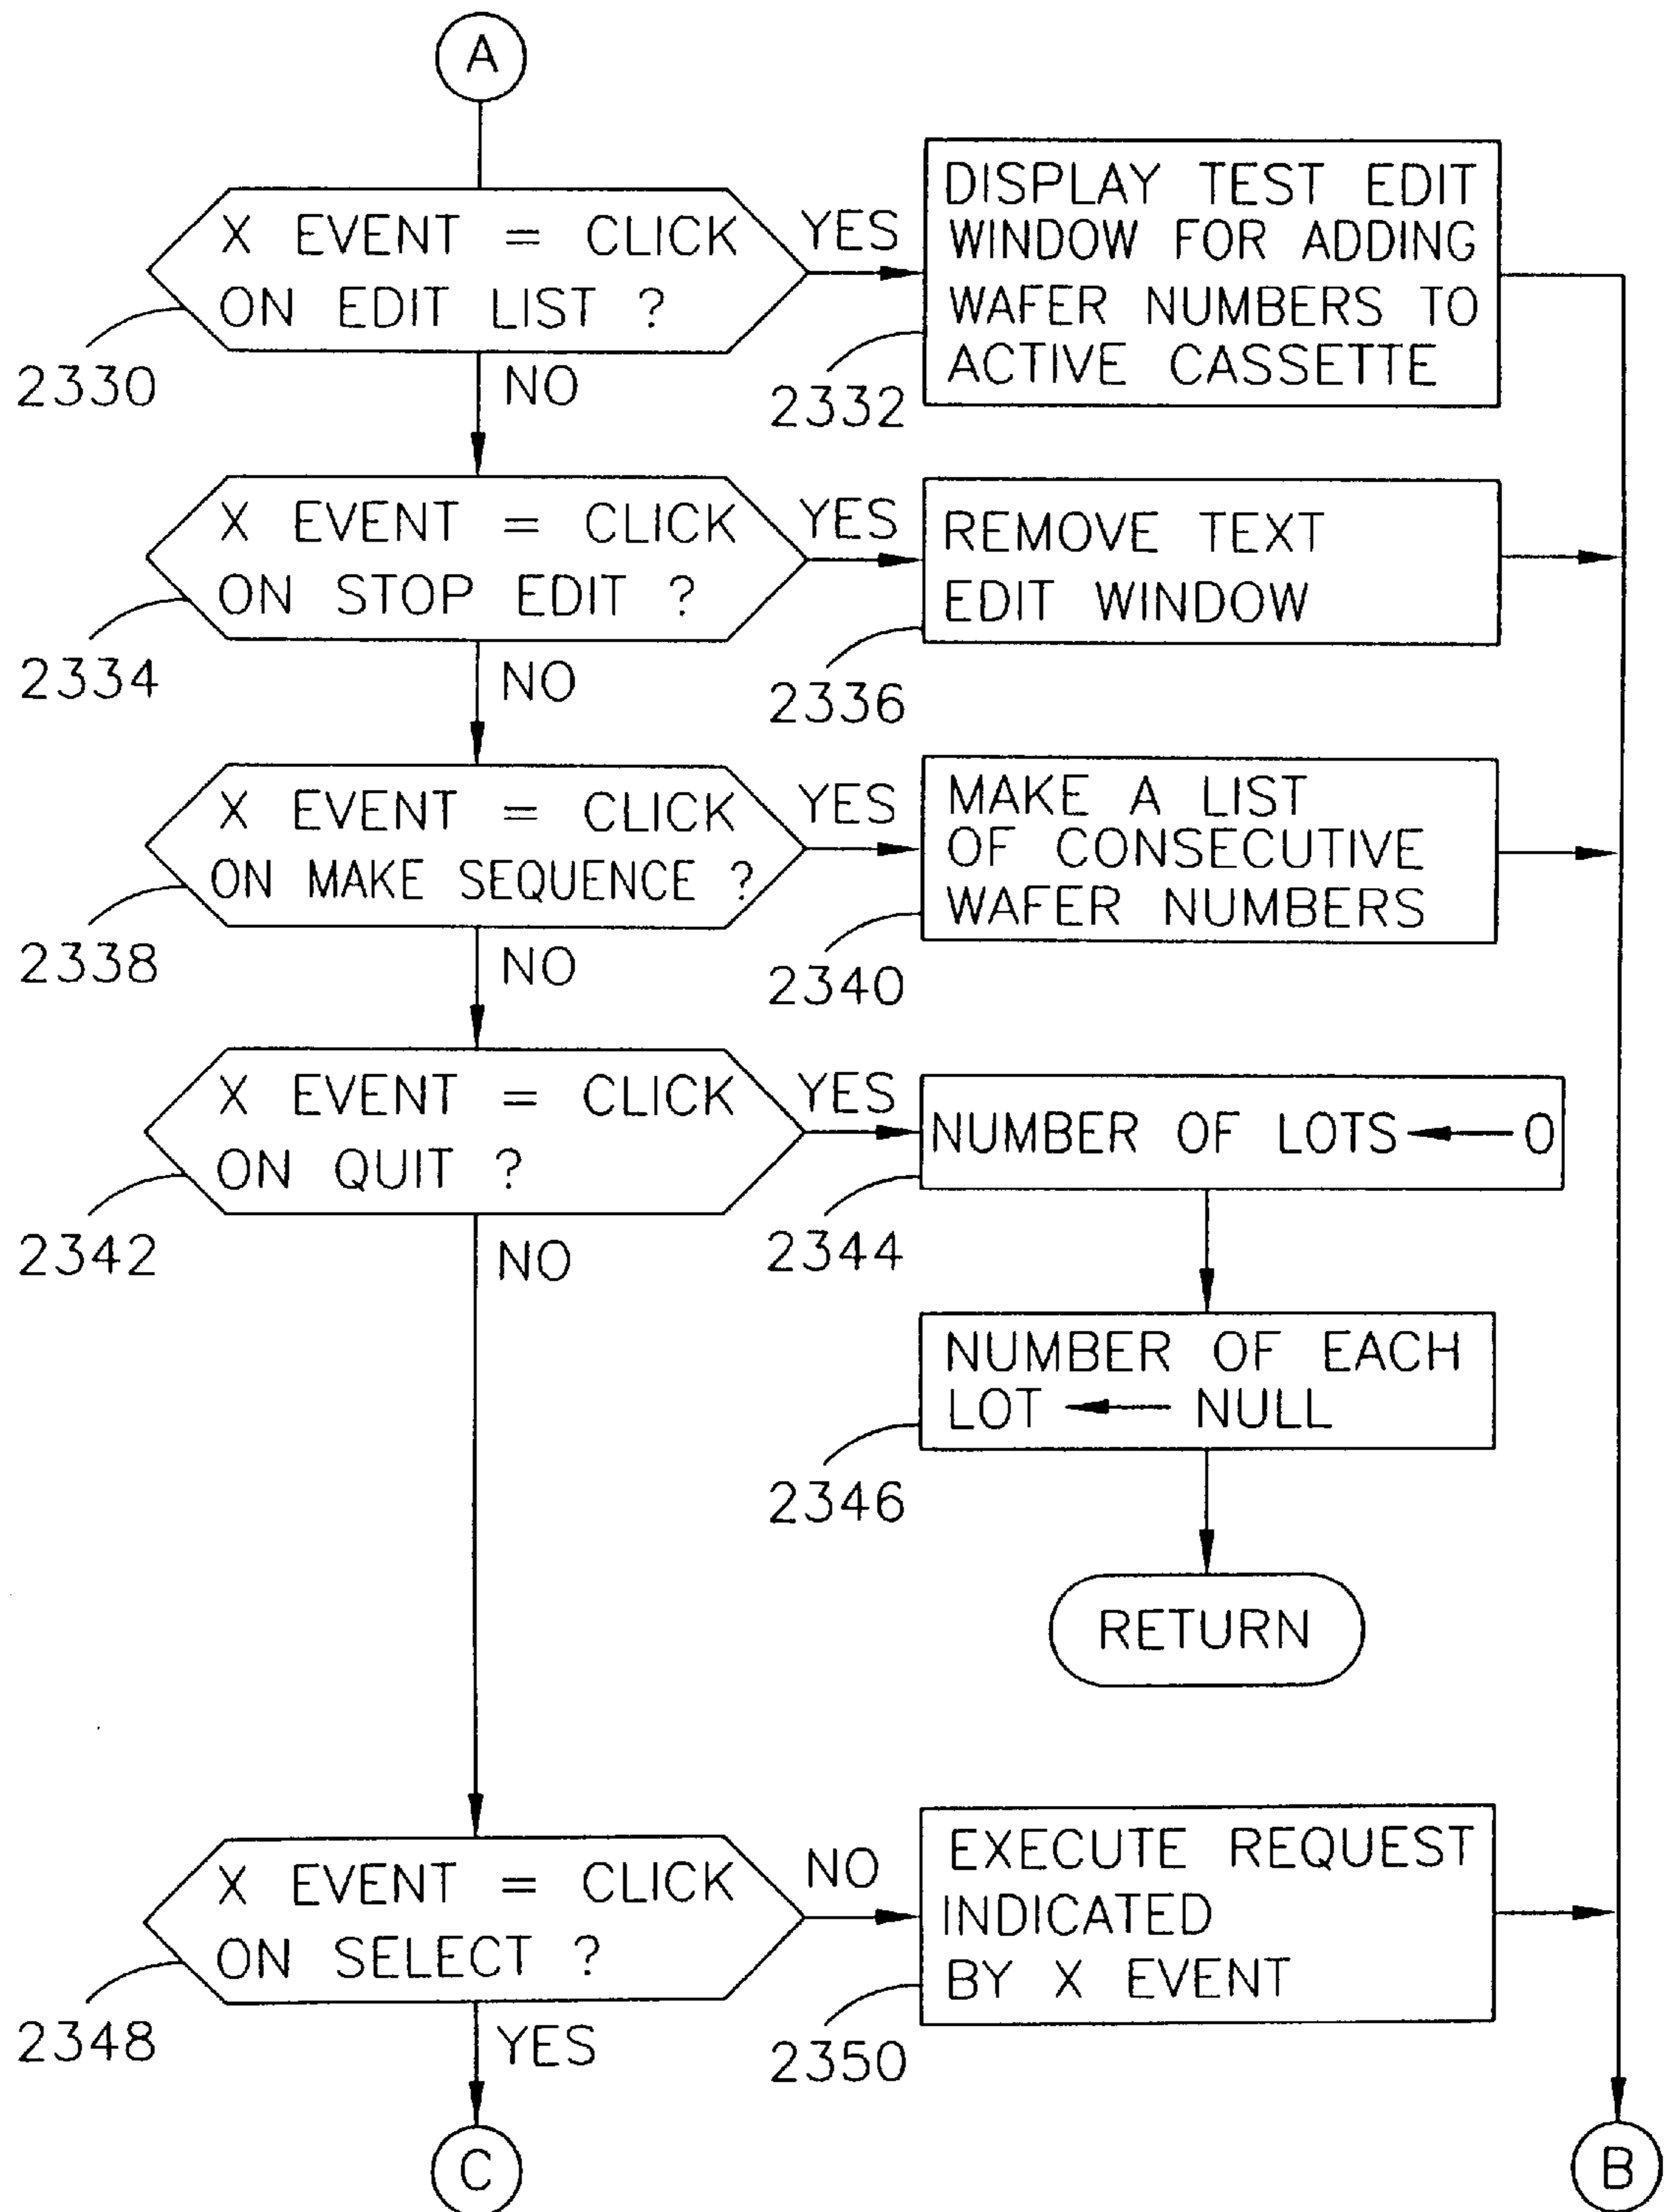 A
X EVENT = CLICK
ON EDIT LIST ?
YES
NO
2330
DISPLAY TEST EDIT
WINDOW FOR ADDING
WAFER NUMBERS TO
ACTIVE CASSETTE
2332
X EVENT = CLICK
ON STOP EDIT ?
YES
NO
2334
REMOVE TEXT
EDIT WINDOW
2336
X EVENT = CLICK
ON MAKE SEQUENCE ?
YES
NO
2338
MAKE A LIST
OF CONSECUTIVE
WAFER NUMBERS
2340
X EVENT = CLICK
ON QUIT ?
YES
NO
2342
NUMBER OF LOTS ← 0
2344
NUMBER OF EACH
LOT ← NULL
2346
RETURN
X EVENT = CLICK
ON SELECT ?
NO
YES
2348
EXECUTE REQUEST
INDICATED
BY X EVENT
2350
C
B